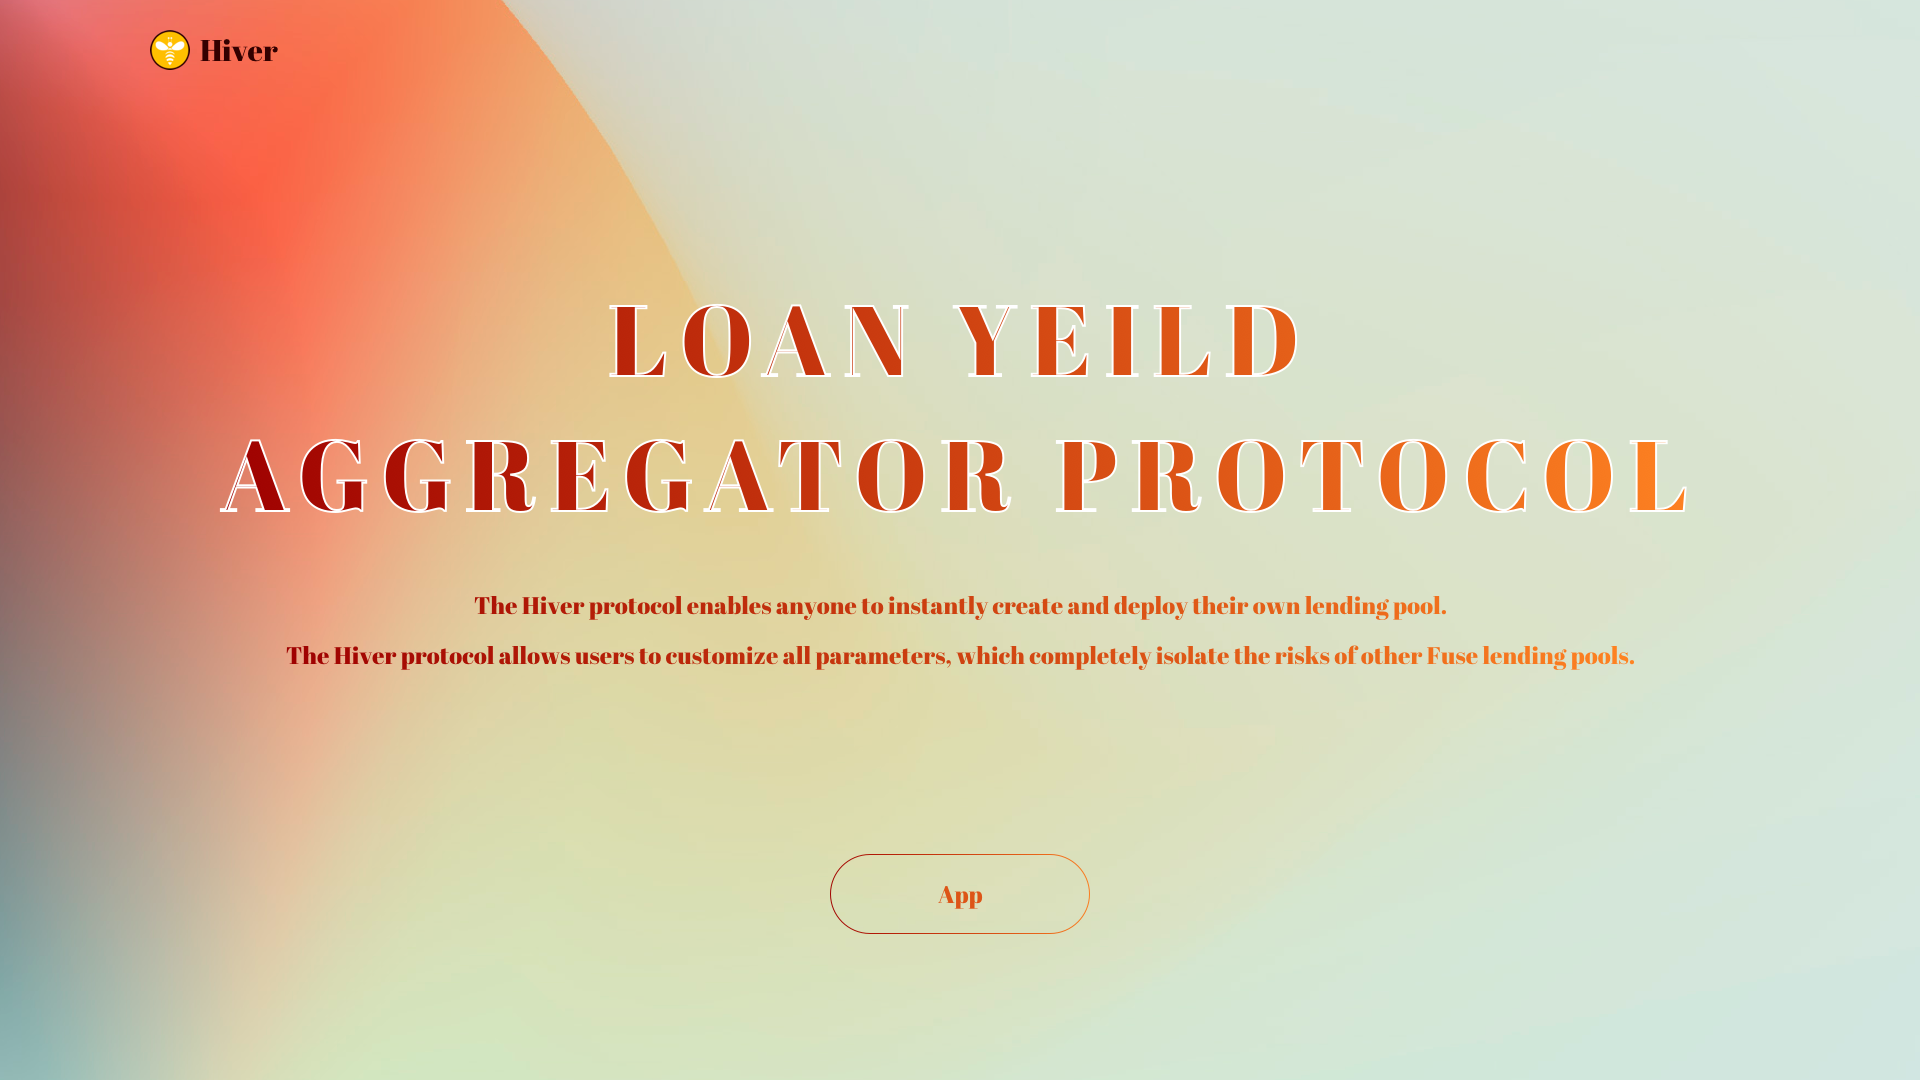 Hiver
LOAN YEILD
AGGREGATOR PROTOCOL
The Hiver protocol enables anyone to instantly create and deploy their own lending pool.
The Hiver protocol allows users to customize all parameters, which completely isolate the risks of other Fuse lending pools.
App